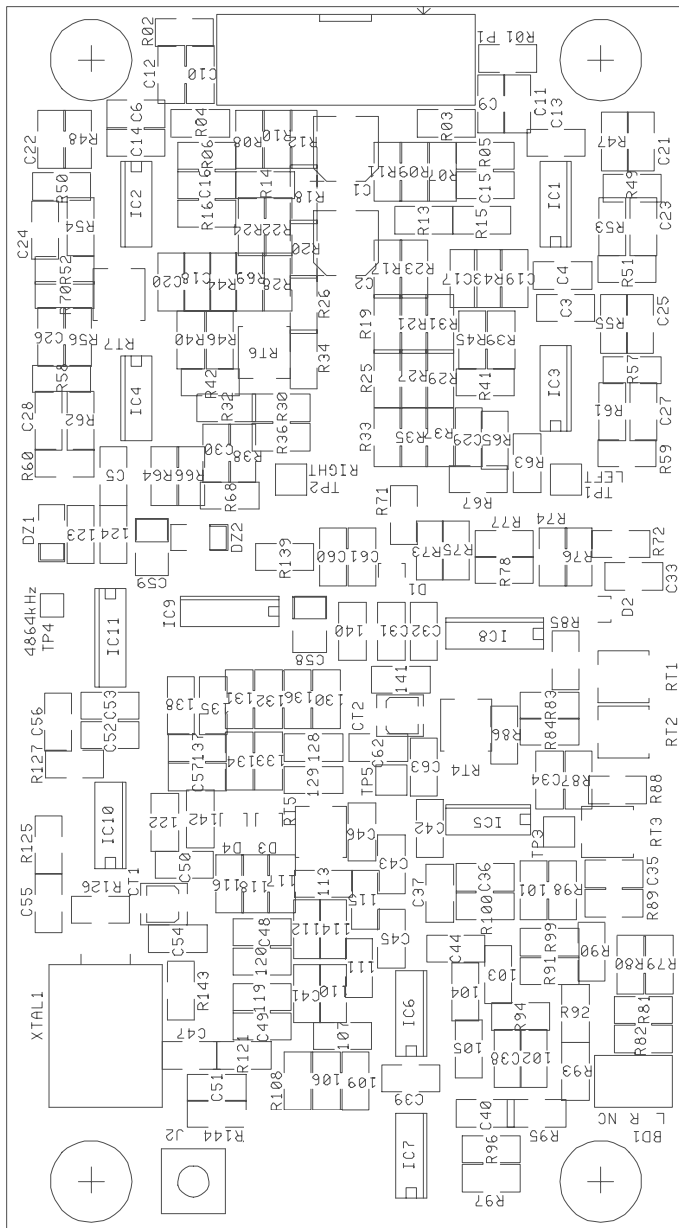 R02
P1
R01
C12
C10
C9
C11
C6
C13
R04
R03
C22
R48
C14
R06
R08
R10
R12
R11
R09
R07
R05
R47
C21
R50
IC2
C16
R14
R18
C1
C15
IC1
R49
C24
R54
R16
R24
R22
R20
R13
R15
R53
C23
R52
R70
C20
C18
R44
R69
R28
R26
C2
R17
R23
C17
R43
C19
C4
R51
C3
C26
R56
RT7
R40
R46
RT6
R34
R19
R21
R31
R45
R39
R55
C25
R58
IC4
R42
R25
R27
R29
R41
IC3
R57
C28
R62
R32
R30
R61
C27
R60
C5
R64
R66
C30
R38
R36
R33
R35
R37
C29
R65
R63
R59
R68
TP2
RIGHT
R71
R67
TP1
LEFT
DZ1
123
124
C59
DZ2
R139
C60
C61
R73
R75
R77
R78
R74
R76
R72
D1
C33
4864kHz
TP4
IC11
IC9
C58
140
C31
C32
IC8
R85
D2
141
RT1
C56
C53
C52
138
135
131
132
136
130
CT2
R83
R84
RT2
R127
137
C57
134
133
128
129
C62
TP5
C63
RT4
R86
C34
R87
R88
R125
IC10
122
J142
JL
J
RT5
C46
C42
IC5
TP3
RT3
D4
D3
C43
C55
R126
CT1
C50
116
118
117
113
115
C37
C36
R100
101
R98
C35
R89
C54
C48
114
112
C45
C44
R99
R90
XTAL1
120
111
R91
R80
R79
R143
119
C41
110
IC6
104
103
C47
C49
107
105
R94
R92
R81
R82
R121
C51
R108
106
109
C39
102
C38
R93
R144
C40
R95
L R NC
BD1
J2
IC7
R96
R97